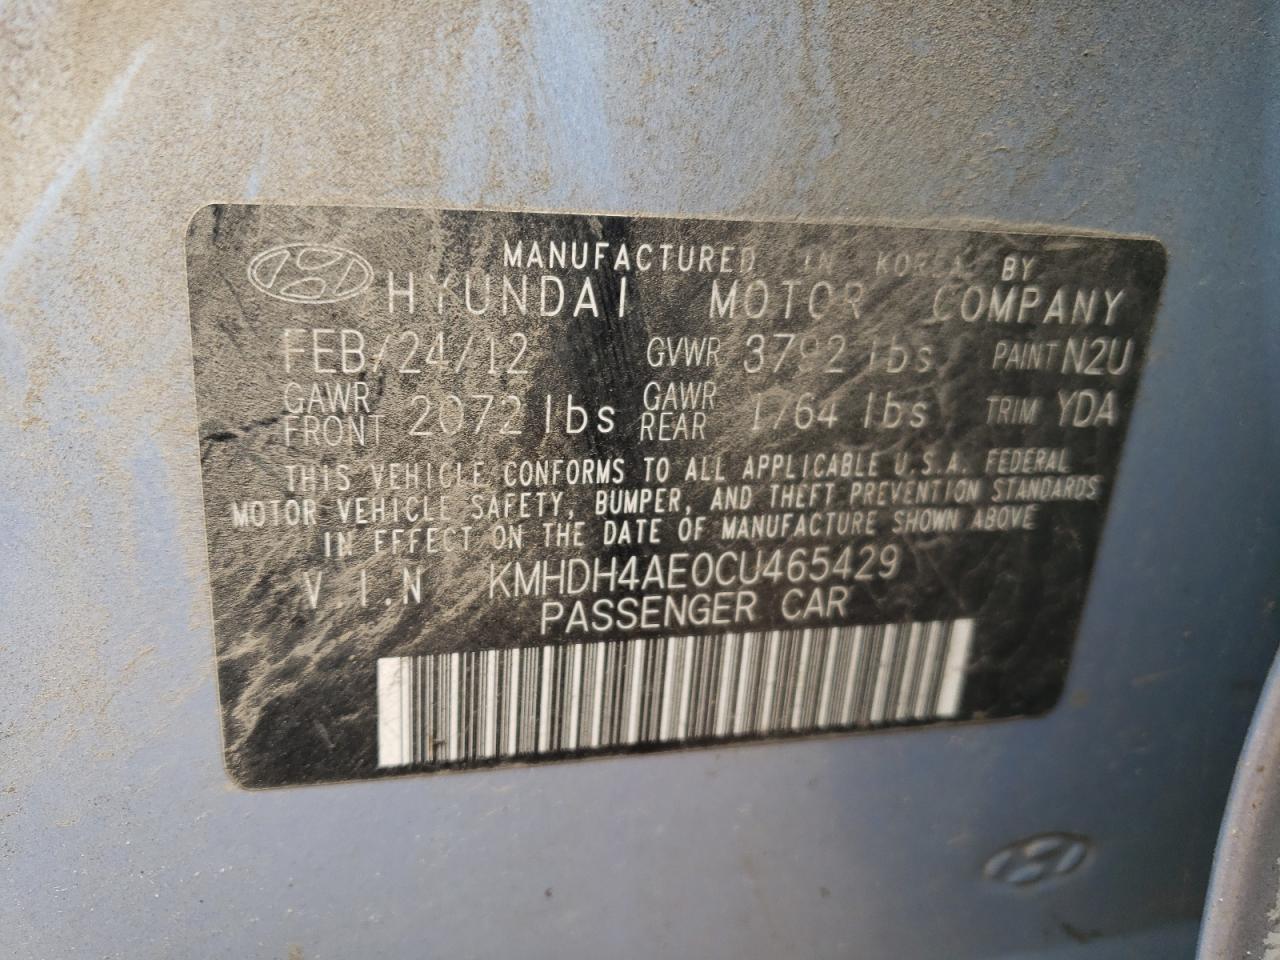 MANUFACTURED IN KOREA BY
HYUNDAI MOTOR COMPANY
FEB/24/12 GVWR 3792 lbs PAINT N2U
GAWR FRONT 2072 lbs GAWR REAR 1764 lbs TRIM YDA
THIS VEHICLE CONFORMS TO ALL APPLICABLE U.S.A. FEDERAL
MOTOR VEHICLE SAFETY, BUMPER, AND THEFT PREVENTION STANDARDS
IN EFFECT ON THE DATE OF MANUFACTURE SHOWN ABOVE
V.I.N KMHDH4AE0CU465429
PASSENGER CAR